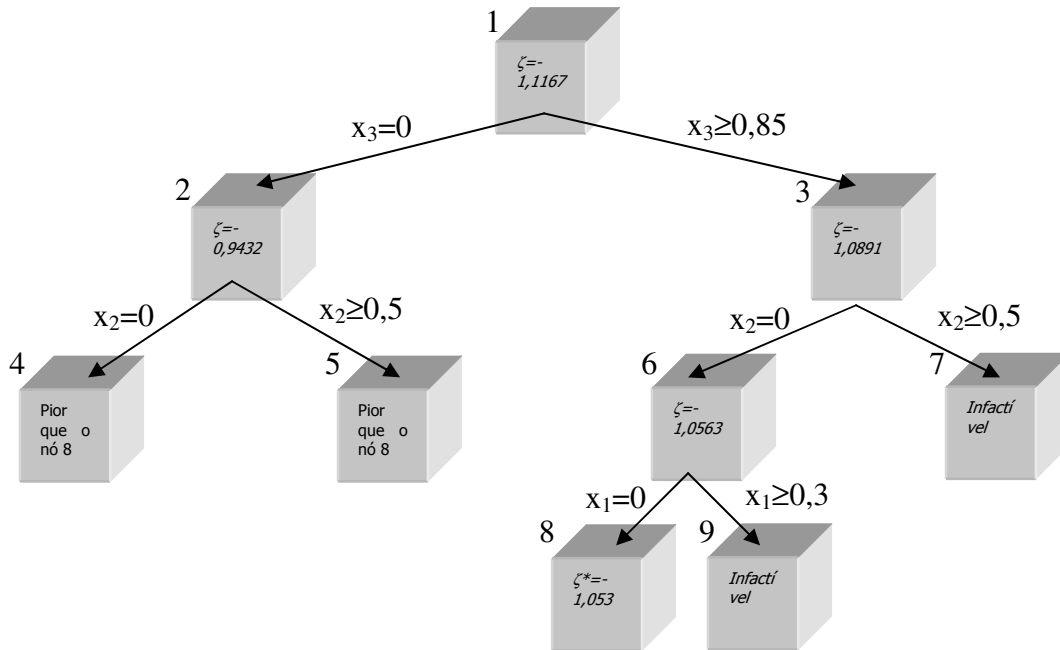 1
ζ=-
1,1167
x₃=0
x₃≥0,85
2
ζ=-
0,9432
3
ζ=-
1,0891
x₂=0
x₂≥0,5
x₂=0
x₂≥0,5
4
Pior
que o
nó 8
5
Pior
que o
nó 8
6
ζ=-
1,0563
7
Infactí
vel
x₁=0
x₁≥0,3
8
ζ*=-
1,053
9
Infactí
vel